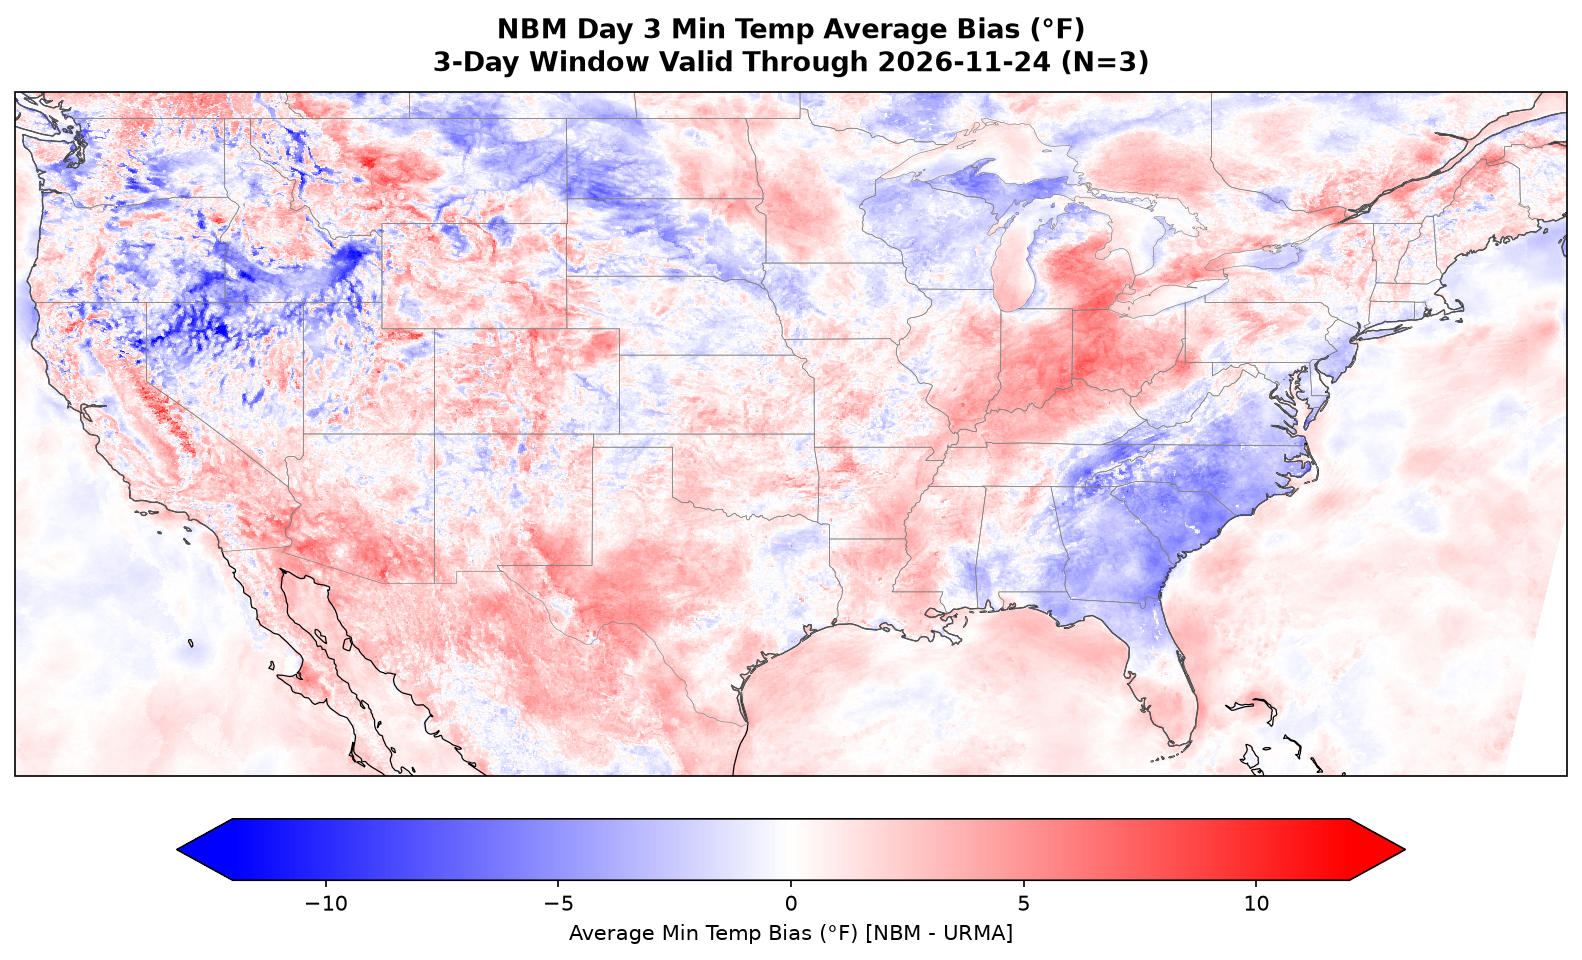 NBM Day 3 Min Temp Average Bias (°F)
3-Day Window Valid Through 2026-11-24 (N=3)
−10 −5 0 5 10
Average Min Temp Bias (°F) [NBM - URMA]